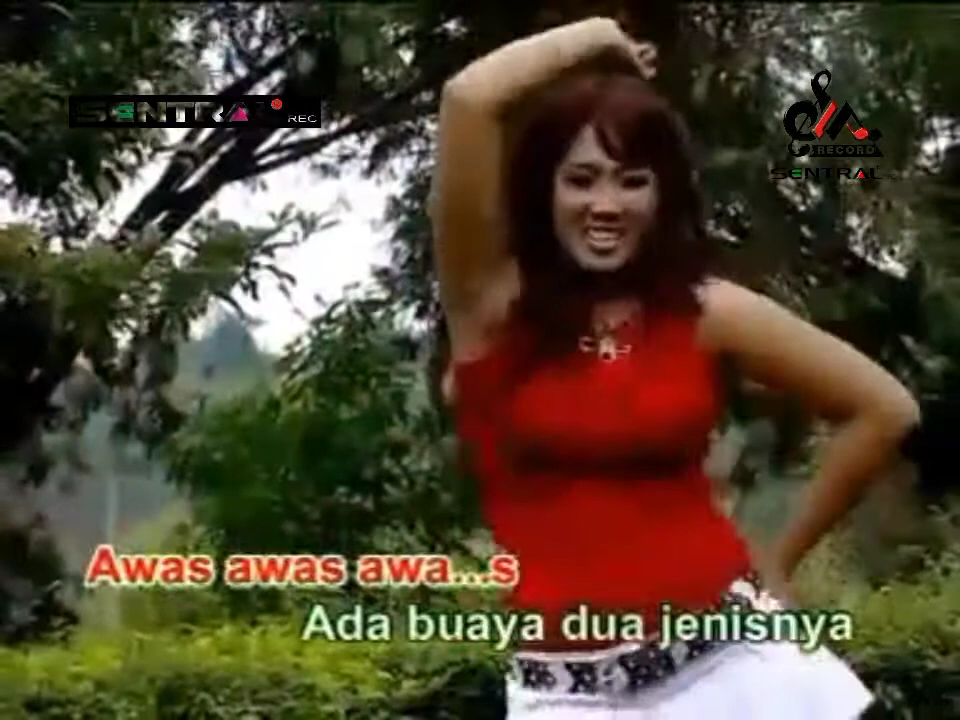 SENTRAL REC
RECORD
SENTRAL
Awas awas awa...s
Ada buaya dua jenisnya